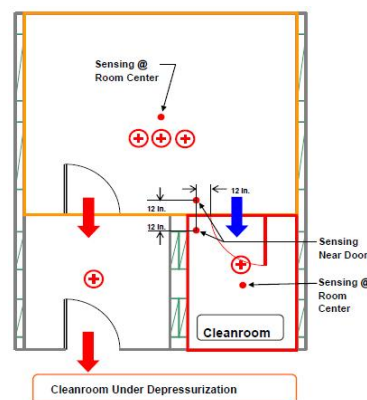 Sensing @
Room Center
12 In.
12 In.
12 In.
Sensing
Near Door
Sensing @
Room
Center
Cleanroom
Cleanroom Under Depressurization